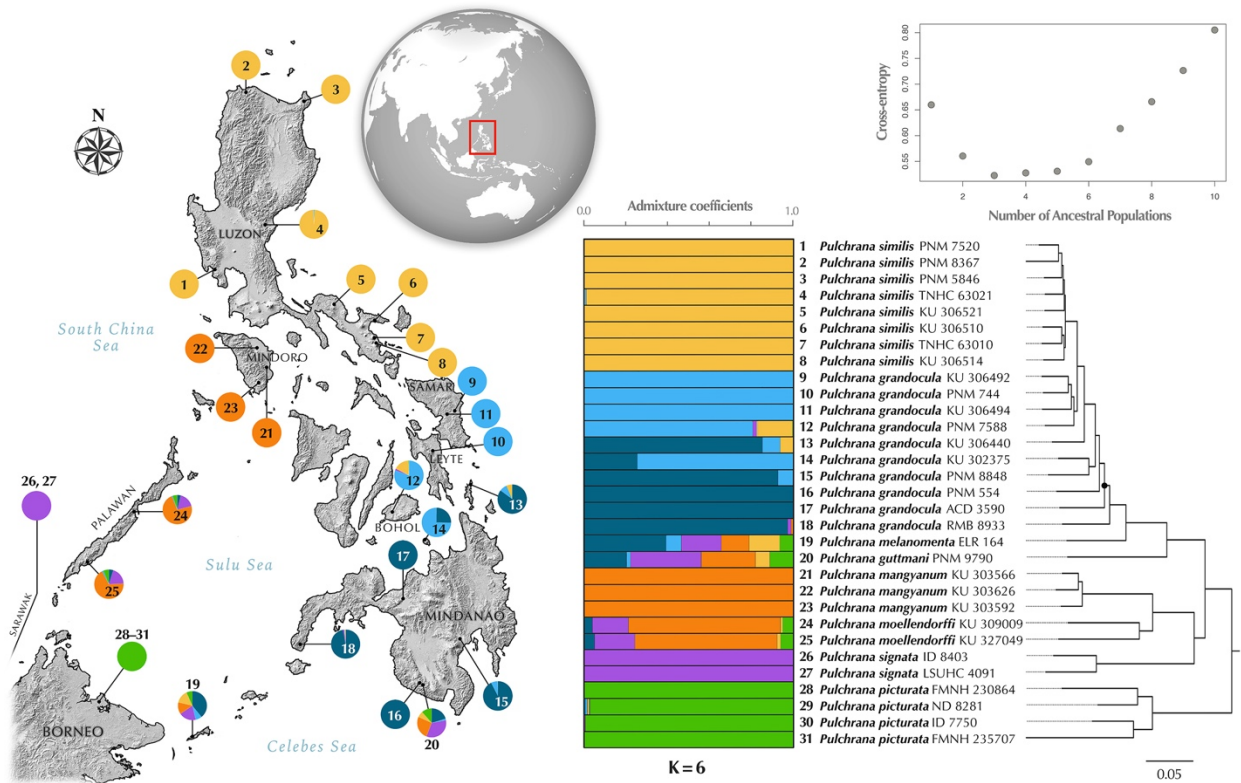 N
2
3
LUZON
4
1
5
6
7
8
South China
Sea
22
MINDORO
23
21
SAMAR
9
11
10
LEYTE
12
13
BOHOL
14
26, 27
PALAWAN
24
25
Sulu Sea
17
MINDANAO
SARAWAK
28–31
18
15
16
20
19
BORNEO
Celebes Sea
Cross-entropy
0.80
0.75
0.70
0.65
0.60
0.55
2 4 6 8 10
Number of Ancestral Populations
Admixture coefficients
0.0 1.0
1 Pulchrana similis PNM 7520
2 Pulchrana similis PNM 8367
3 Pulchrana similis PNM 5846
4 Pulchrana similis TNHC 63021
5 Pulchrana similis KU 306521
6 Pulchrana similis KU 306510
7 Pulchrana similis TNHC 63010
8 Pulchrana similis KU 306514
9 Pulchrana grandocula KU 306492
10 Pulchrana grandocula PNM 744
11 Pulchrana grandocula KU 306494
12 Pulchrana grandocula PNM 7588
13 Pulchrana grandocula KU 306440
14 Pulchrana grandocula KU 302375
15 Pulchrana grandocula PNM 8848
16 Pulchrana grandocula PNM 554
17 Pulchrana grandocula ACD 3590
18 Pulchrana grandocula RMB 8933
19 Pulchrana melanomenta ELR 164
20 Pulchrana guttmani PNM 9790
21 Pulchrana mangyanum KU 303566
22 Pulchrana mangyanum KU 303626
23 Pulchrana mangyanum KU 303592
24 Pulchrana moellendorffi KU 309009
25 Pulchrana moellendorffi KU 327049
26 Pulchrana signata ID 8403
27 Pulchrana signata LSUHC 4091
28 Pulchrana picturata FMNH 230864
29 Pulchrana picturata ND 8281
30 Pulchrana picturata ID 7750
31 Pulchrana picturata FMNH 235707
K = 6
0.05